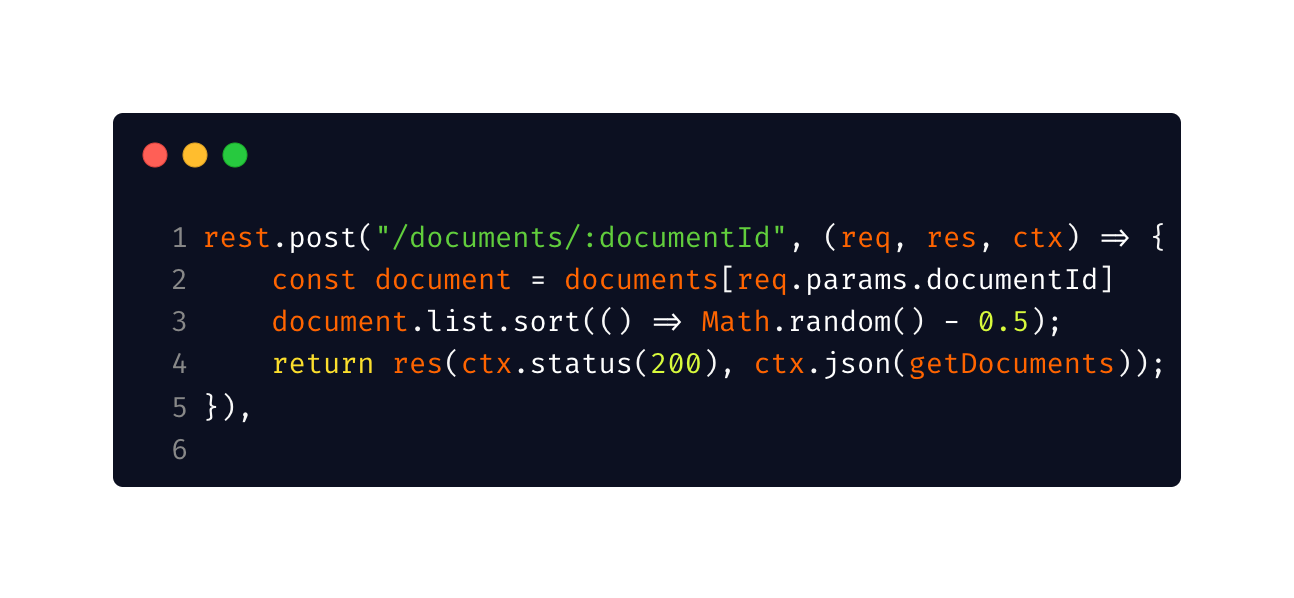 1 rest.post("/documents/:documentId", (req, res, ctx) => {
2     const document = documents[req.params.documentId]
3     document.list.sort(() => Math.random() - 0.5);
4     return res(ctx.status(200), ctx.json(getDocuments));
5 }),
6